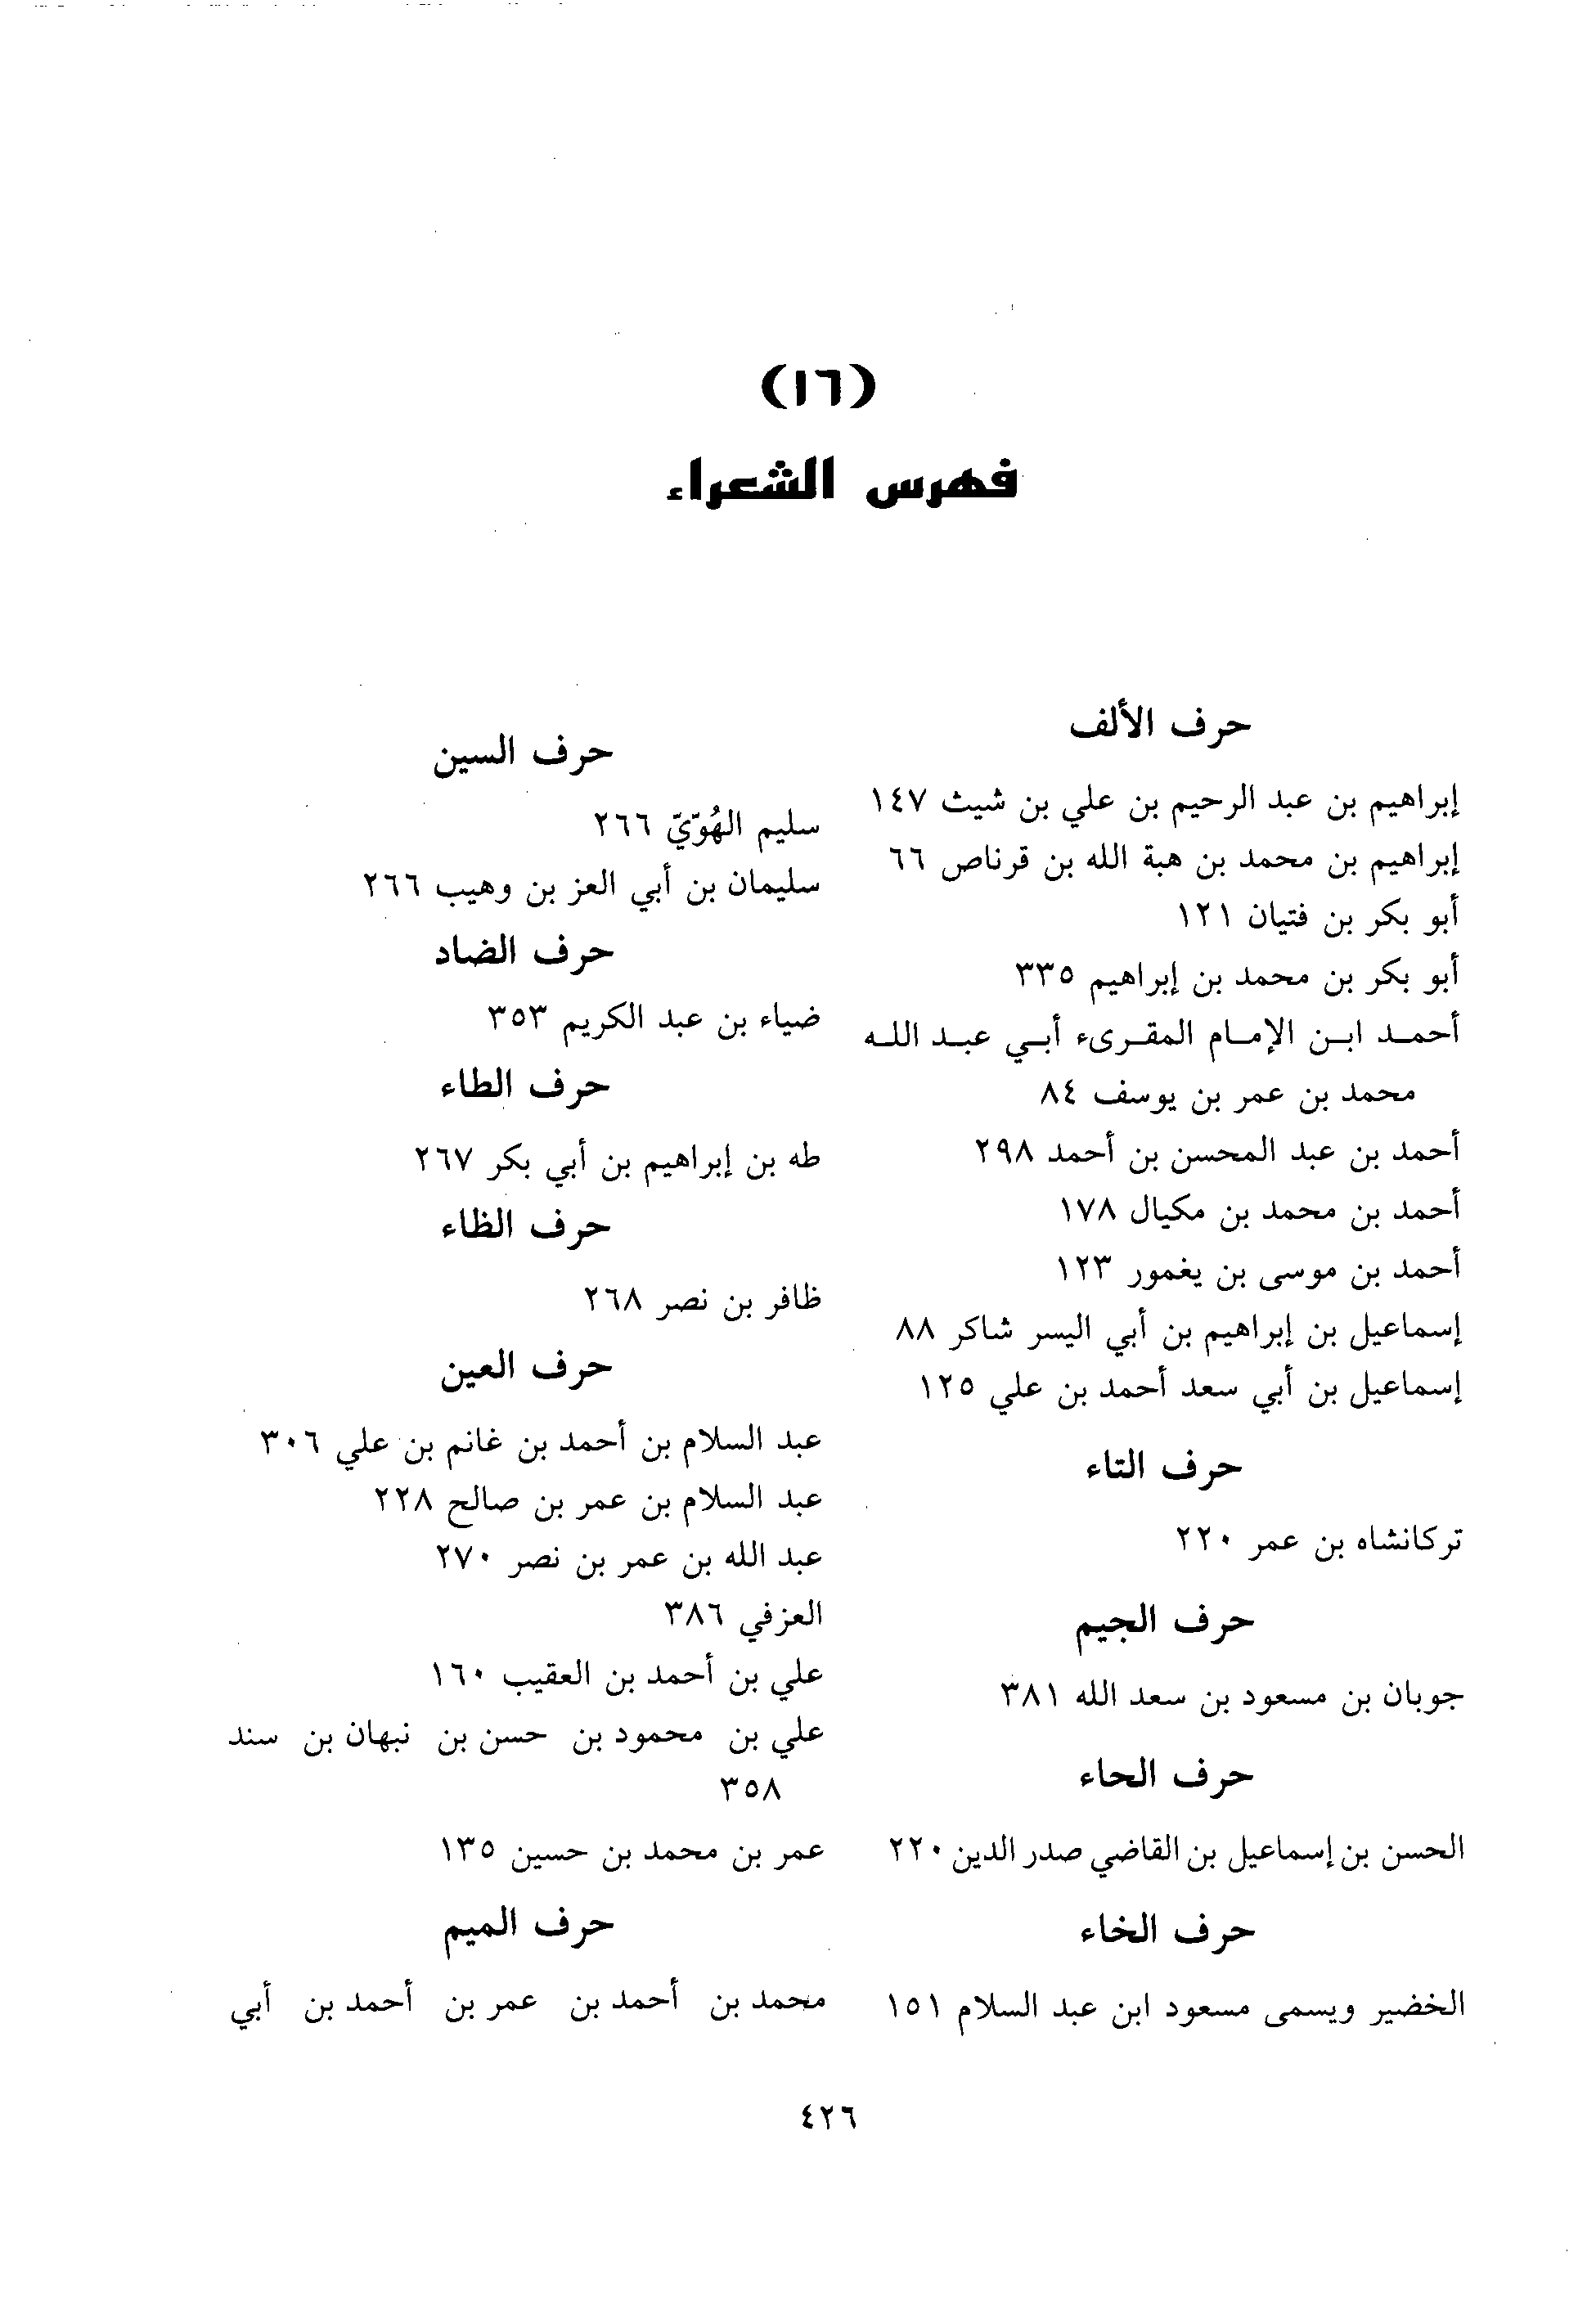 (١٦)
فهرس الشعراء
حرف الألف
إبراهيم بن عبد الرحيم بن علي بن شيث ١٤٧
إبراهيم بن محمد بن هبة الله بن قرناص ٦٦
أبو بكر بن فتيان ١٢١
أبو بكر بن محمد بن إبراهيم ٣٣٥
أحمد ابن الإمام المقرىء أبي عبد الله
محمد بن عمر بن يوسف ٨٤
أحمد بن عبد المحسن بن أحمد ٢٩٨
أحمد بن محمد بن مكيال ١٧٨
أحمد بن موسى بن يغمور ١٢٣
إسماعيل بن إبراهيم بن أبي اليسر شاكر ٨٨
إسماعيل بن أبي سعد أحمد بن علي ١٢٥
حرف التاء
تركانشاه بن عمر ٢٢٠
حرف الجيم
جوبان بن مسعود بن سعد الله ٣٨١
حرف الحاء
الحسن بن إسماعيل بن القاضي صدر الدين ٢٢٠
حرف الخاء
الخضير ويسمى مسعود ابن عبد السلام ١٥١
حرف السين
سليم الهُوّيّ ٢٦٦
سليمان بن أبي العز بن وهيب ٢٦٦
حرف الضاد
ضياء بن عبد الكريم ٣٥٣
حرف الطاء
طه بن إبراهيم بن أبي بكر ٢٦٧
حرف الظاء
ظافر بن نصر ٢٦٨
حرف العين
عبد السلام بن أحمد بن غانم بن علي ٣٠٦
عبد السلام بن عمر بن صالح ٢٢٨
عبد الله بن عمر بن نصر ٢٧٠
العزفي ٣٨٦
علي بن أحمد بن العقيب ١٦٠
علي بن محمود بن حسن بن نبهان بن سند
٣٥٨
عمر بن محمد بن حسين ١٣٥
حرف الميم
محمد بن أحمد بن عمر بن أحمد بن أبي
٤٢٦